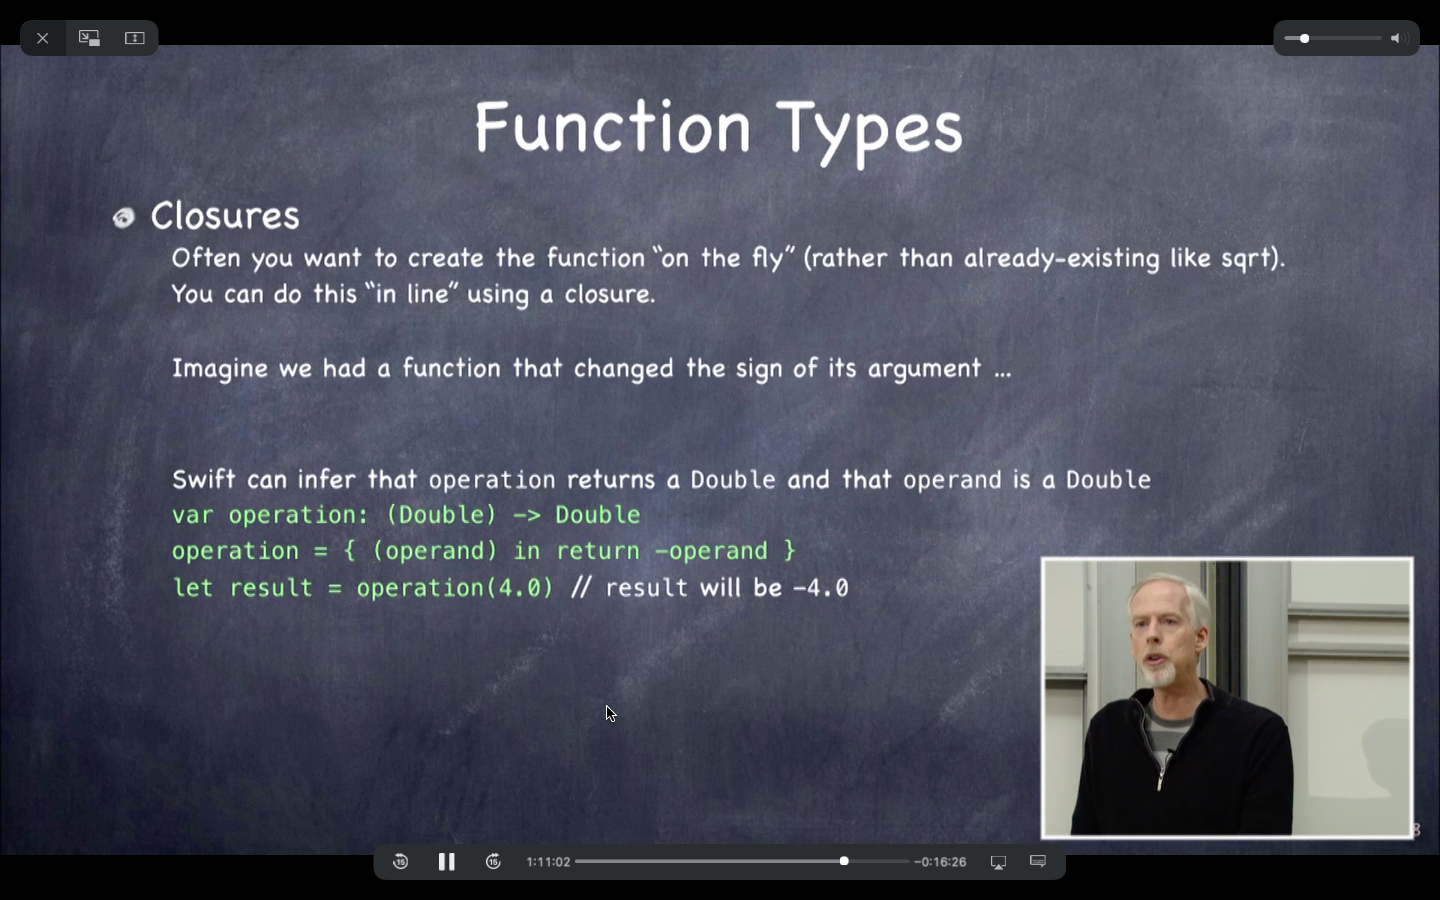 Function Types
Closures
Often you want to create the function “on the fly” (rather than already-existing like sqrt).
You can do this “in line” using a closure.
Imagine we had a function that changed the sign of its argument ...
Swift can infer that operation returns a Double and that operand is a Double
var operation: (Double) -> Double
operation = { (operand) in return -operand }
let result = operation(4.0) // result will be -4.0
15
15
1:11:02
-0:16:26